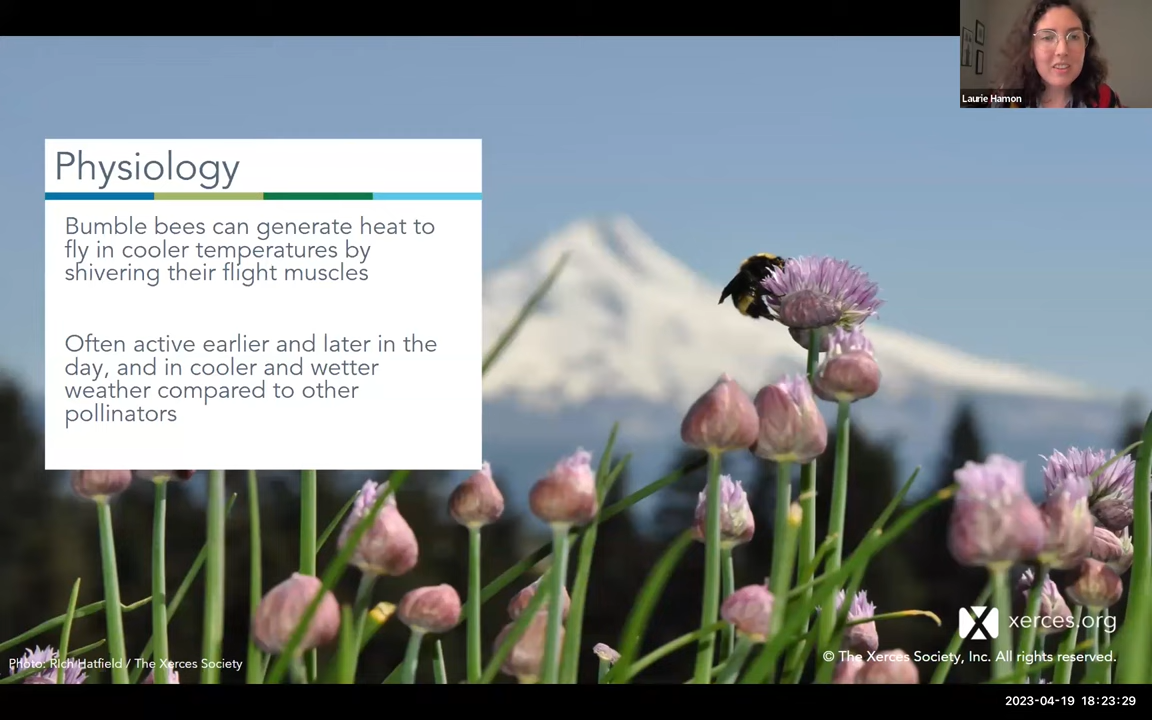 Laurie Hamon
Physiology
Bumble bees can generate heat to
fly in cooler temperatures by
shivering their flight muscles
Often active earlier and later in the
day, and in cooler and wetter
weather compared to other
pollinators
xerces.org
Photo: Rich Hatfield / The Xerces Society
© The Xerces Society, Inc. All rights reserved.
2023-04-19 18:23:29